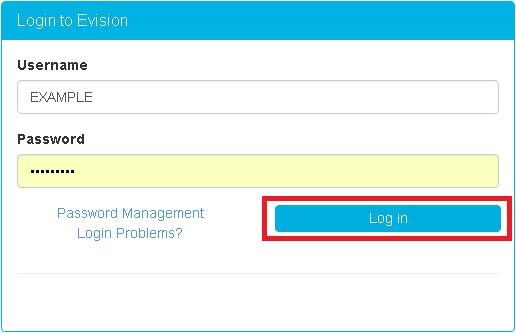 Login to Evision
Username
EXAMPLE
Password
•••••••••
Password Management
Login Problems?
Log in